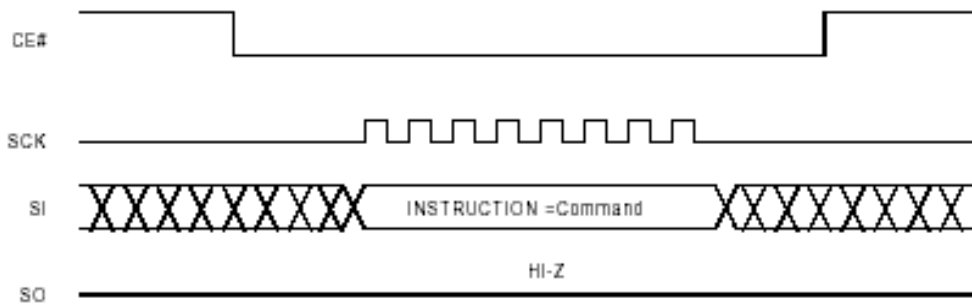 CE#
SCK
SI INSTRUCTION =Command
HI-Z
SO